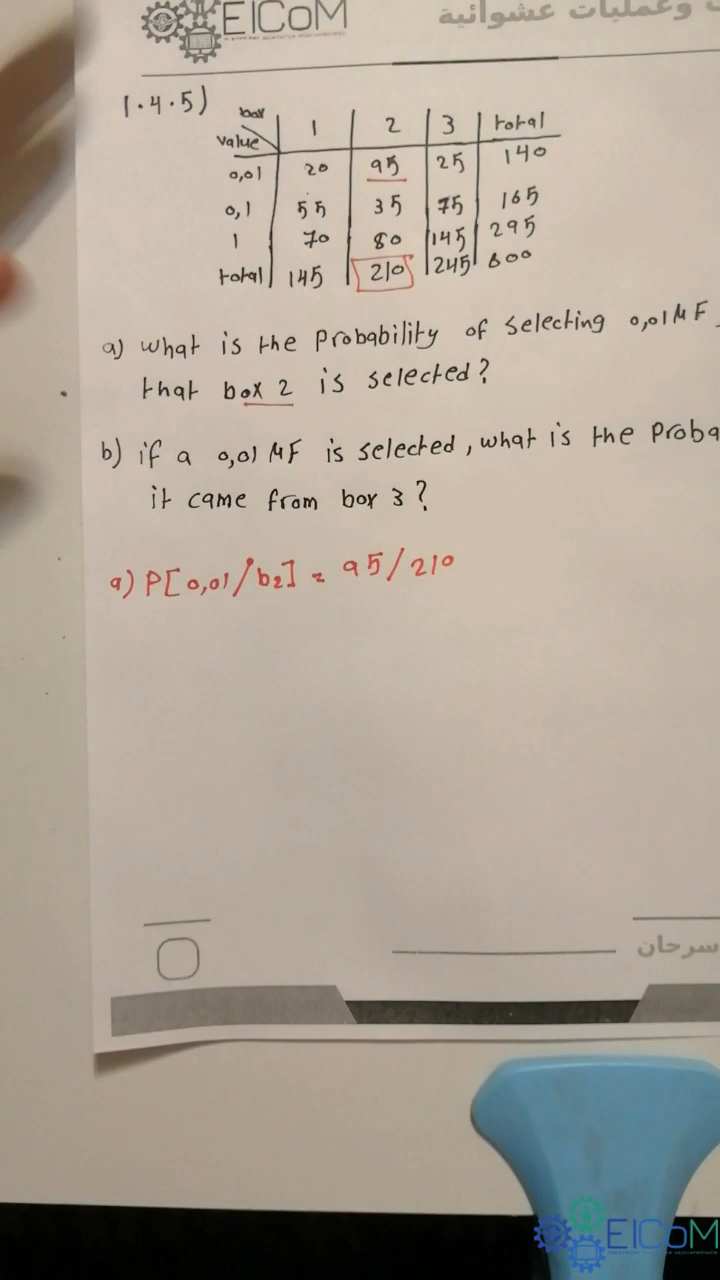 EICoM
وعمليات عشوائية
1.4.5)
box 1 2 3 total
value
0,01 20 95 25 140
0,1 55 35 75 165
1 70 80 145 295
total 145 210 245 600
a) what is the probability of selecting 0,01 MF
that box 2 is selected?
b) if a 0,01 MF is selected, what is the proba
it came from box 3?
a) P[0,01/b2] = 95/210
سرحان
EICoM